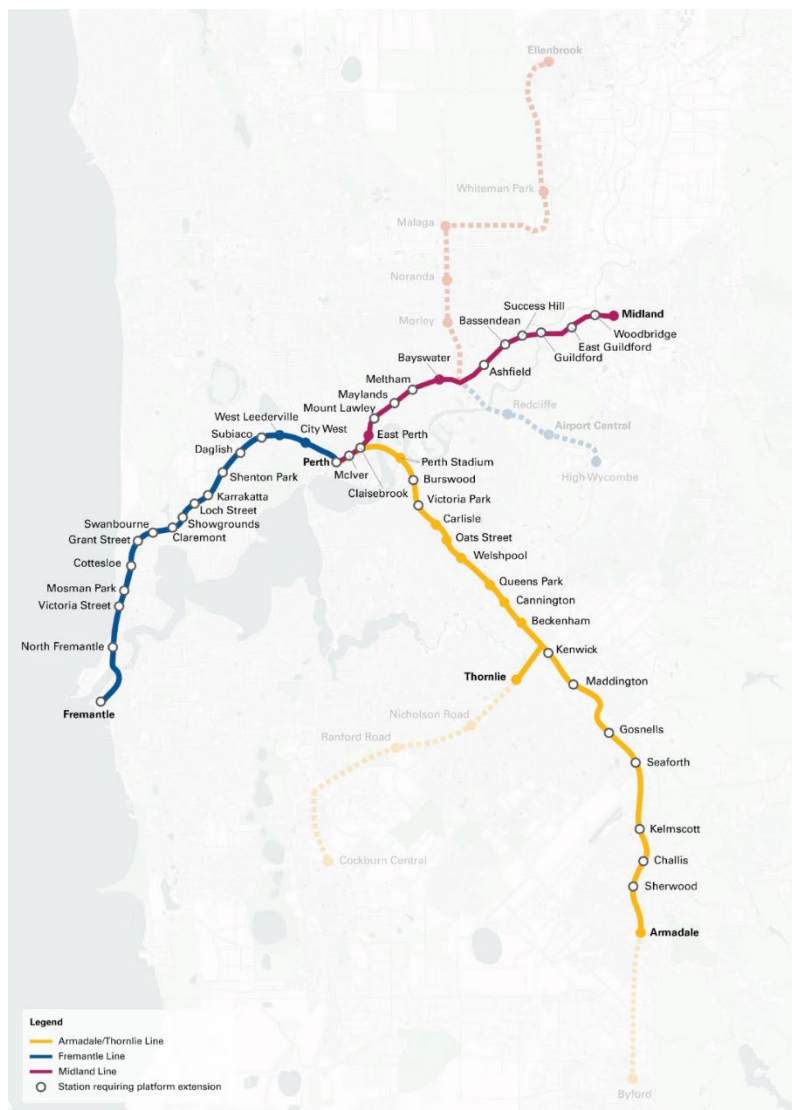 Ellenbrook
Whiteman Park
Malaga
Noranda
Morley
Success Hill
Bassendean
Midland
Woodbridge
East Guildford
Guildford
Bayswater
Ashfield
Meltham
Maylands
Mount Lawley
Redcliffe
Airport Central
High-Wycombe
West Leederville
City West
East Perth
Subiaco
Daglish
Perth
McIver
Perth Stadium
Shenton Park
Claisebrook
Burswood
Karrakatta
Victoria Park
Loch Street
Swanbourne
Showgrounds
Carlisle
Grant Street
Claremont
Oats Street
Cottesloe
Welshpool
Mosman Park
Queens Park
Victoria Street
Cannington
Beckenham
North Fremantle
Kenwick
Thornlie
Maddington
Fremantle
Nicholson Road
Ranford Road
Gosnells
Seaforth
Kelmscott
Cockburn Central
Challis
Sherwood
Armadale
Byford
Legend
Armadale/Thornlie Line
Fremantle Line
Midland Line
Station requiring platform extension